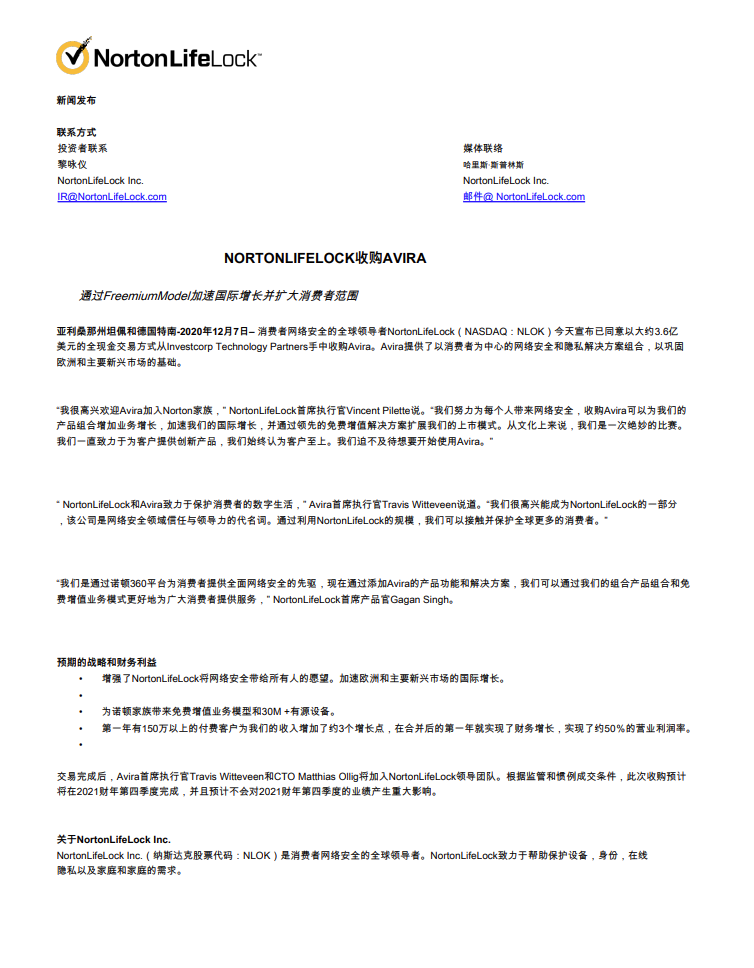 NortonLifeLock™
新闻发布
联系方式
投资者联系
媒体联络
黎咏仪
哈里斯·斯普林斯
NortonLifeLock Inc.
NortonLifeLock Inc.
IR@NortonLifeLock.com
邮件@ NortonLifeLock.com
NORTONLIFELOCK收购AVIRA
通过FreemiumModel加速国际增长并扩大消费者范围
亚利桑那州坦佩和德国特南-2020年12月7日– 消费者网络安全的全球领导者NortonLifeLock（NASDAQ：NLOK）今天宣布已同意以大约3.6亿
美元的全现金交易方式从Investcorp Technology Partners手中收购Avira。Avira提供了以消费者为中心的网络安全和隐私解决方案组合，以巩固
欧洲和主要新兴市场的基础。
“我很高兴欢迎Avira加入Norton家族，” NortonLifeLock首席执行官Vincent Pilette说。“我们努力为每个人带来网络安全，收购Avira可以为我们的
产品组合增加业务增长，加速我们的国际增长，并通过领先的免费增值解决方案扩展我们的上市模式。从文化上来说，我们是一次绝妙的比赛。
我们一直致力于为客户提供创新产品，我们始终认为客户至上。我们迫不及待想要开始使用Avira。”
“ NortonLifeLock和Avira致力于保护消费者的数字生活，” Avira首席执行官Travis Witteveen说道。“我们很高兴能成为NortonLifeLock的一部分
，该公司是网络安全领域信任与领导力的代名词。通过利用NortonLifeLock的规模，我们可以接触并保护全球更多的消费者。”
“我们是通过诺顿360平台为消费者提供全面网络安全的先驱，现在通过添加Avira的产品功能和解决方案，我们可以通过我们的组合产品组合和免
费增值业务模式更好地为广大消费者提供服务，” NortonLifeLock首席产品官Gagan Singh。
预期的战略和财务利益
• 增强了NortonLifeLock将网络安全带给所有人的愿望。加速欧洲和主要新兴市场的国际增长。
•
• 为诺顿家族带来免费增值业务模型和30M +有源设备。
• 第一年有150万以上的付费客户为我们的收入增加了约3个增长点，在合并后的第一年就实现了财务增长，实现了约50％的营业利润率。
•
交易完成后，Avira首席执行官Travis Witteveen和CTO Matthias Ollig将加入NortonLifeLock领导团队。根据监管和惯例成交条件，此次收购预计
将在2021财年第四季度完成，并且预计不会对2021财年第四季度的业绩产生重大影响。
关于NortonLifeLock Inc.
NortonLifeLock Inc.（纳斯达克股票代码：NLOK）是消费者网络安全的全球领导者。NortonLifeLock致力于帮助保护设备，身份，在线
隐私以及家庭和家庭的需求。